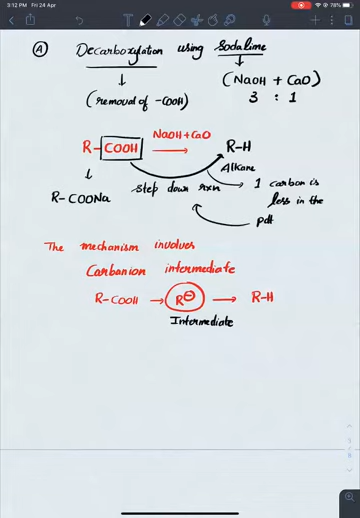 3:12 PM Fri 24 Apr
78%
A Decarboxylation using Sodalime
(removal of -COOH)
(NaOH + CaO)
3 : 1
R-COOH NaOH + CaO R-H
Alkane
R-COONa
step down rxn
1 carbon is
less in the
pdt
The mechanism involves
Carbanion intermediate
R-COOH → R⊖ → R-H
Intermediate